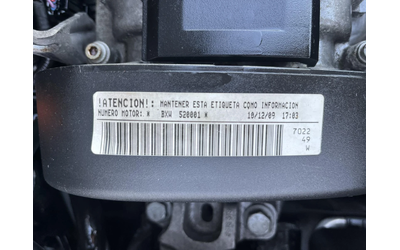 !ATENCION!: MANTENER ESTA ETIQUETA COMO INFORMACION
NUMERO MOTOR: * BXW 520001 * 10/12/09 17:03
7022
49
W